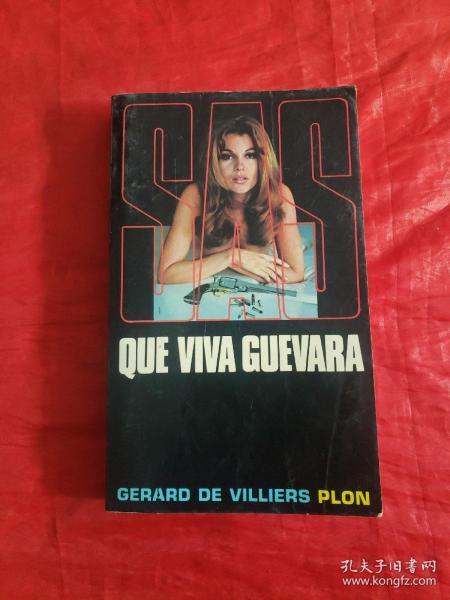 SAS
QUE VIVA GUEVARA
GERARD DE VILLIERS PLON
孔夫子旧书网
www.kongfz.com